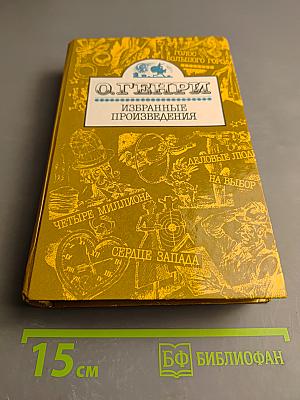 ГОЛОС
БОЛЬШОГО ГОРОДА
О. ГЕНРИ
ИЗБРАННЫЕ
ПРОИЗВЕДЕНИЯ
ДЕЛОВЫЕ ЛЮДИ
НА ВЫБОР
ЧЕТЫРЕ МИЛЛИОНА
СЕРДЦЕ ЗАПАДА
15 СМ
БФ БИБЛИОФАН